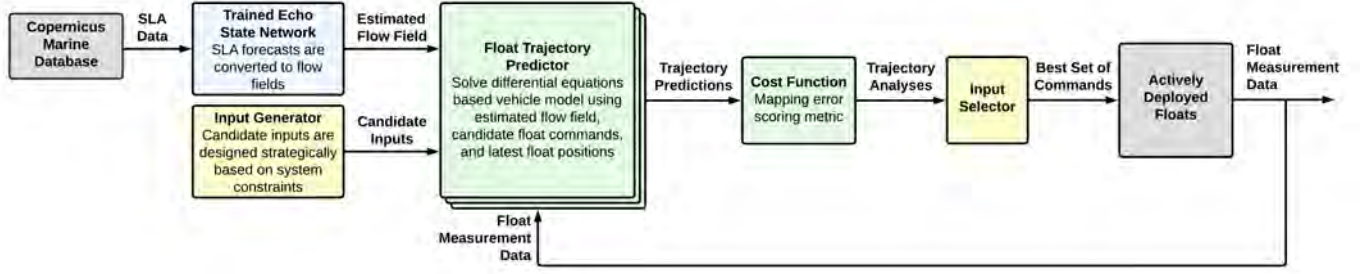 Copernicus
Marine
Database
SLA
Data
Trained Echo
State Network
SLA forecasts are
converted to flow
fields
Estimated
Flow Field
Input Generator
Candidate inputs are
designed strategically
based on system
constraints
Candidate
Inputs
Float Trajectory
Predictor
Solve differential equations
based vehicle model using
estimated flow field,
candidate float commands,
and latest float positions
Trajectory
Predictions
Cost Function
Mapping error
scoring metric
Trajectory
Analyses
Input
Selector
Best Set of
Commands
Actively
Deployed
Floats
Float
Measurement
Data
Float
Measurement
Data